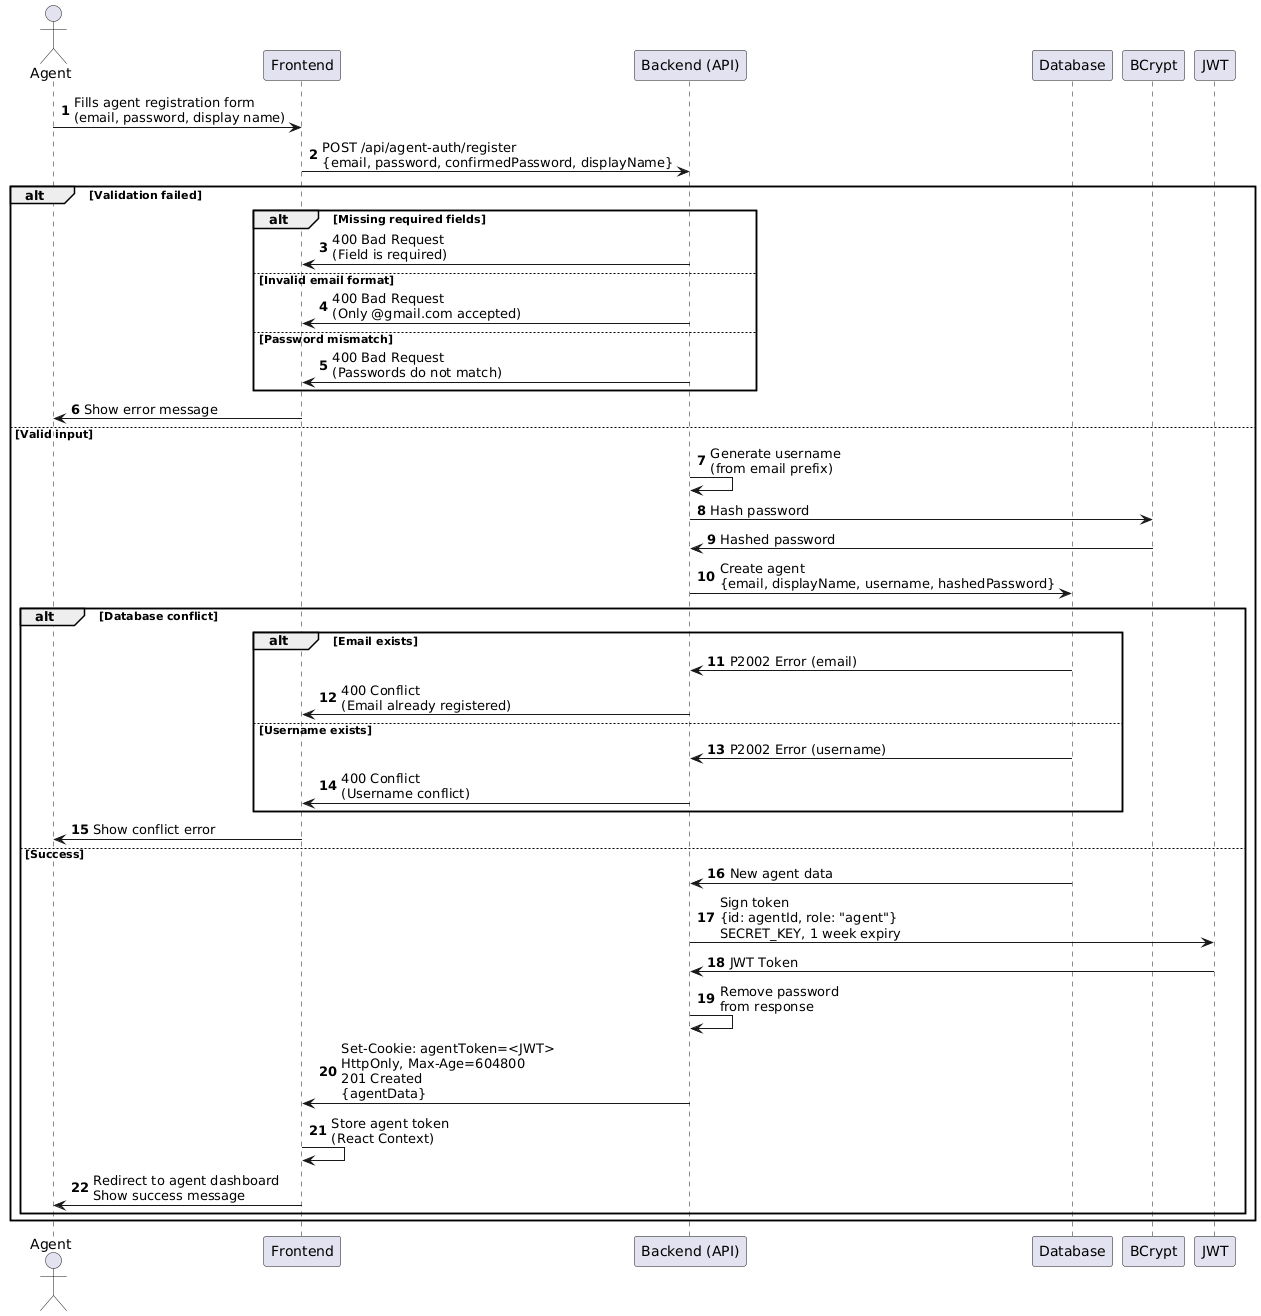 Agent
Frontend
Backend (API)
Database
BCrypt
JWT
1 Fills agent registration form
(email, password, display name)
2 POST /api/agent-auth/register
{email, password, confirmedPassword, displayName}
alt [Validation failed]
alt [Missing required fields]
3 400 Bad Request
(Field is required)
[Invalid email format]
4 400 Bad Request
(Only @gmail.com accepted)
[Password mismatch]
5 400 Bad Request
(Passwords do not match)
6 Show error message
[Valid input]
7 Generate username
(from email prefix)
8 Hash password
9 Hashed password
10 Create agent
{email, displayName, username, hashedPassword}
alt [Database conflict]
alt [Email exists]
11 P2002 Error (email)
12 400 Conflict
(Email already registered)
[Username exists]
13 P2002 Error (username)
14 400 Conflict
(Username conflict)
15 Show conflict error
[Success]
16 New agent data
17 Sign token
{id: agentId, role: "agent"}
SECRET_KEY, 1 week expiry
18 JWT Token
19 Remove password
from response
20 Set-Cookie: agentToken=<JWT>
HttpOnly, Max-Age=604800
201 Created
{agentData}
21 Store agent token
(React Context)
22 Redirect to agent dashboard
Show success message
Agent
Frontend
Backend (API)
Database
BCrypt
JWT